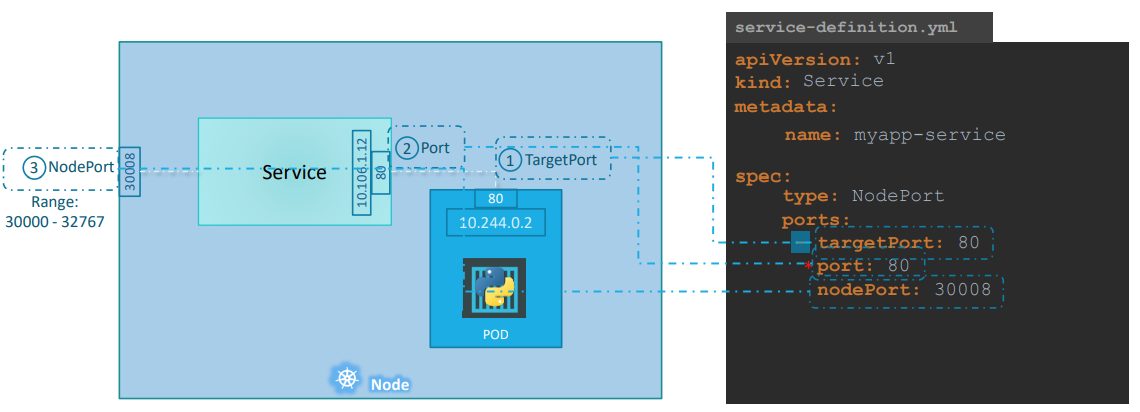 3 NodePort
Range:
30000 - 32767
30008
Service
10.106.1.12
80
2 Port
1 TargetPort
80
10.244.0.2
POD
Node
service-definition.yml
apiVersion: v1
kind: Service
metadata:
name: myapp-service
spec:
type: NodePort
ports:
targetPort: 80
* port: 80
nodePort: 30008